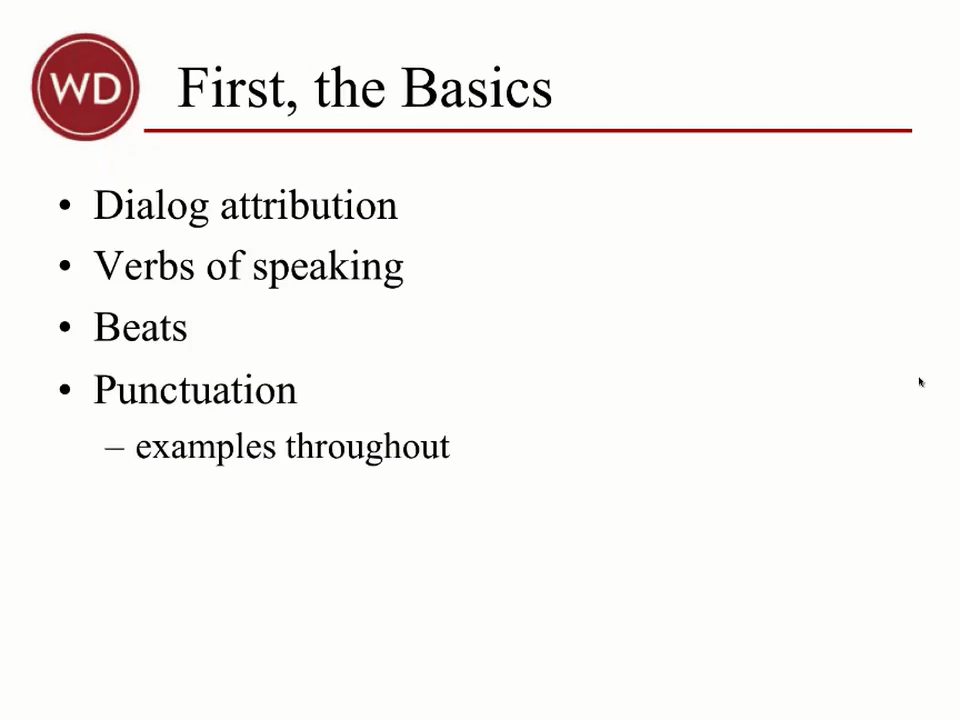 WD
First, the Basics
• Dialog attribution
• Verbs of speaking
• Beats
• Punctuation
– examples throughout